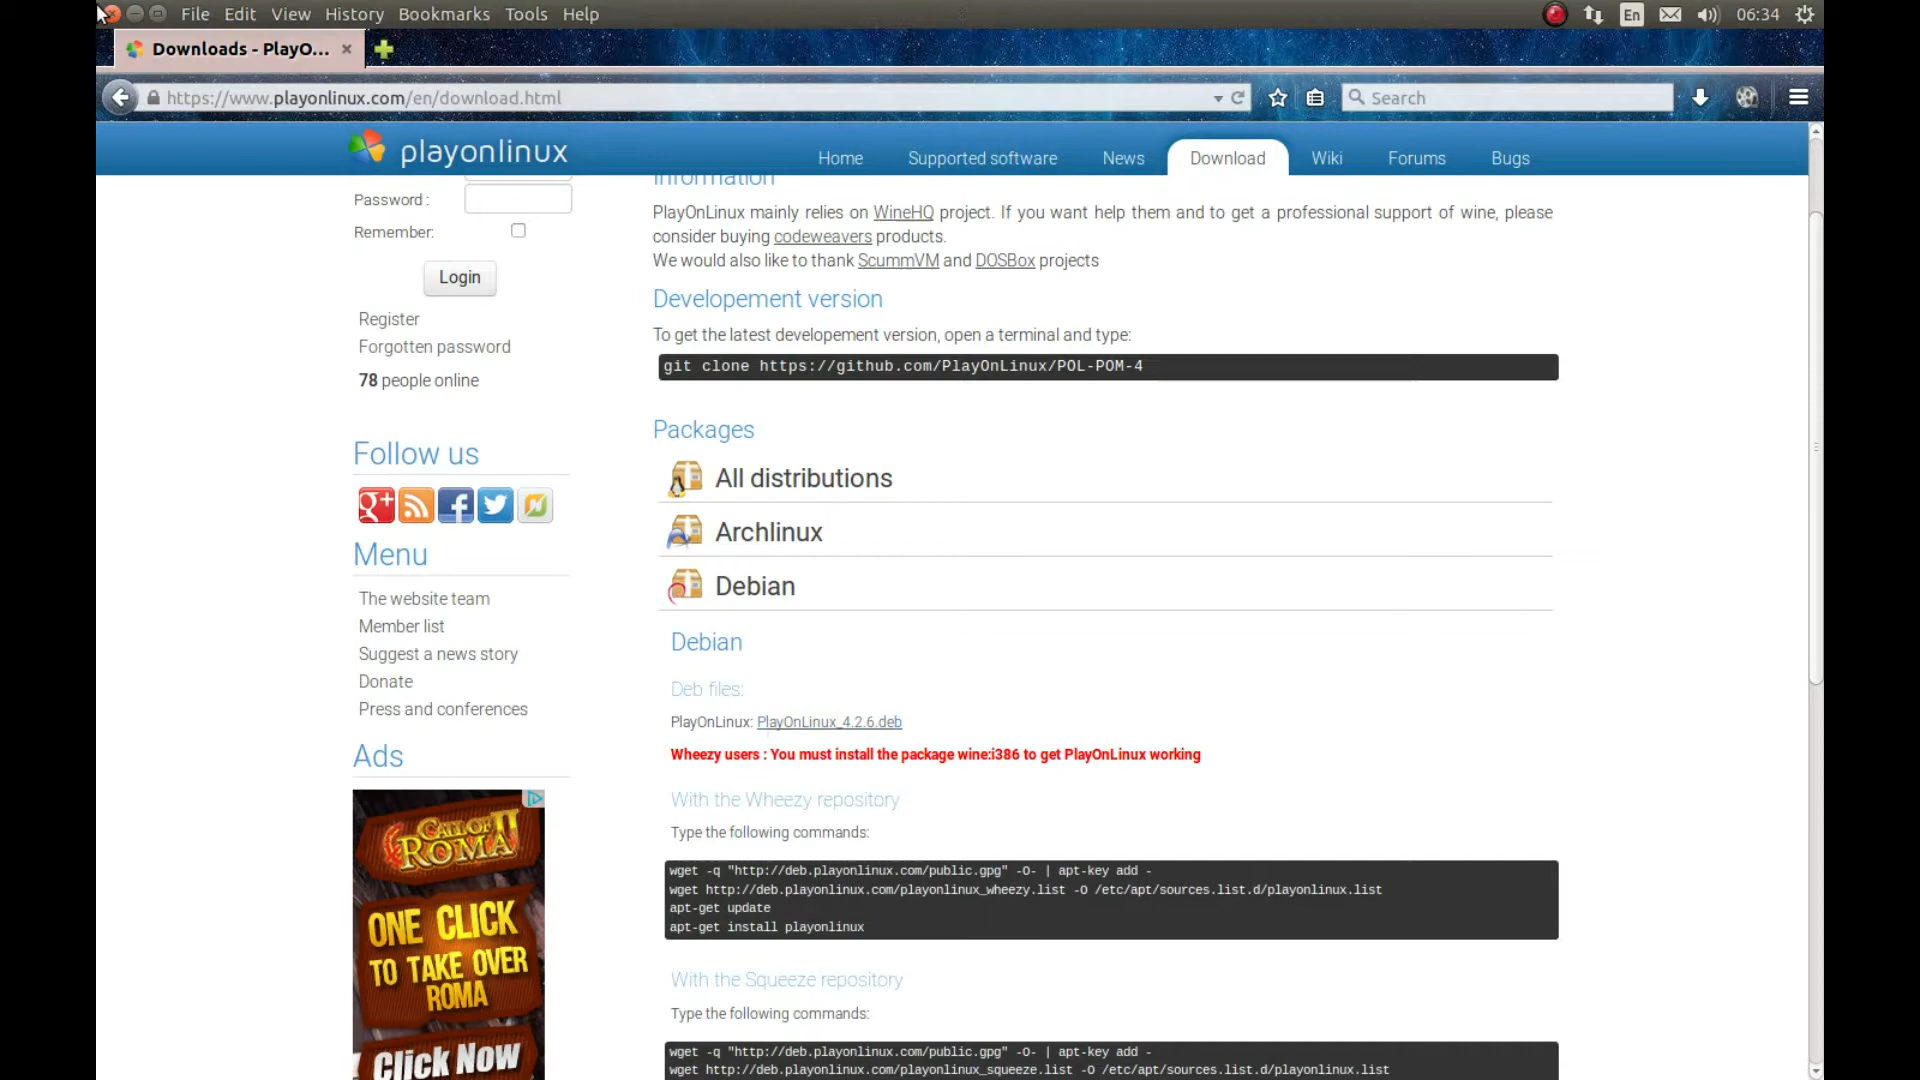 File Edit View History Bookmarks Tools Help
En 06:34
Downloads - PlayO...
https://www.playonlinux.com/en/download.html
Search
playonlinux
Home Supported software News Download Wiki Forums Bugs
Password :
Remember:
Login
Register
Forgotten password
78 people online
Follow us
Menu
The website team
Member list
Suggest a news story
Donate
Press and conferences
Ads
CALL OF ROMA II
ONE CLICK
TO TAKE OVER
ROMA
Click Now
Information
PlayOnLinux mainly relies on WineHQ project. If you want help them and to get a professional support of wine, please
consider buying codeweavers products.
We would also like to thank ScummVM and DOSBox projects
Developement version
To get the latest developement version, open a terminal and type:
git clone https://github.com/PlayOnLinux/POL-POM-4
Packages
All distributions
Archlinux
Debian
Debian
Deb files:
PlayOnLinux: PlayOnLinux_4.2.6.deb
Wheezy users : You must install the package wine:i386 to get PlayOnLinux working
With the Wheezy repository
Type the following commands:
wget -q "http://deb.playonlinux.com/public.gpg" -O- | apt-key add -
wget http://deb.playonlinux.com/playonlinux_wheezy.list -O /etc/apt/sources.list.d/playonlinux.list
apt-get update
apt-get install playonlinux
With the Squeeze repository
Type the following commands:
wget -q "http://deb.playonlinux.com/public.gpg" -O- | apt-key add -
wget http://deb.playonlinux.com/playonlinux_squeeze.list -O /etc/apt/sources.list.d/playonlinux.list